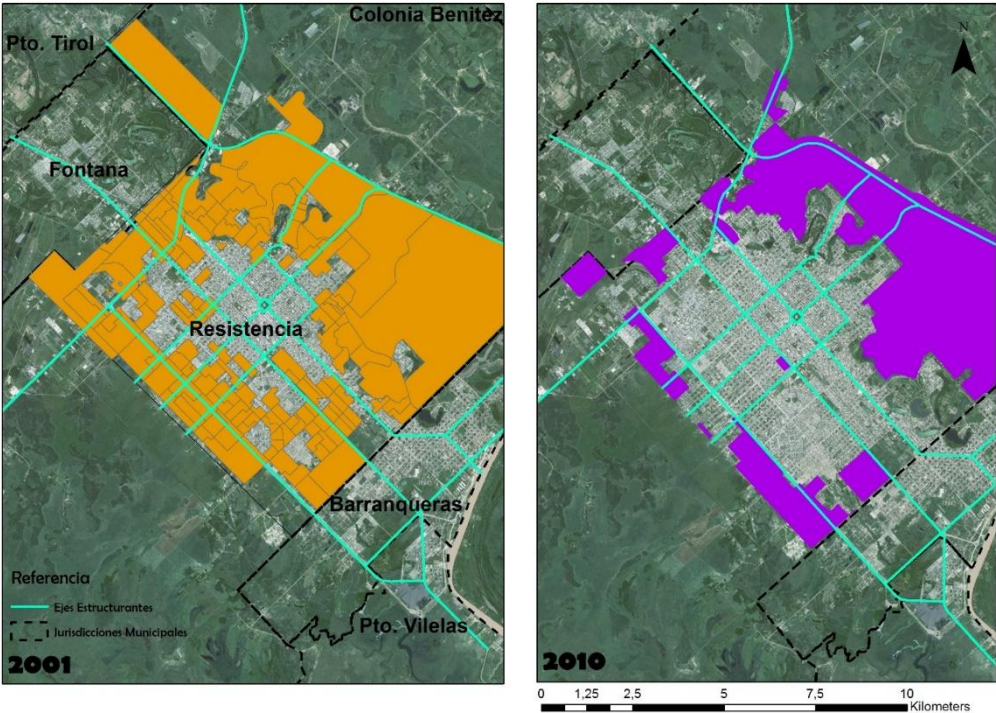 Colonia Benitez
Pto. Tirol
Fontana
Resistencia
Barranqueras
Referencia
Ejes Estructurantes
Jurisdicciones Municipales
Pto. Vilelas
2001
N
2010
0 1,25 2,5 5 7,5 10
Kilometers